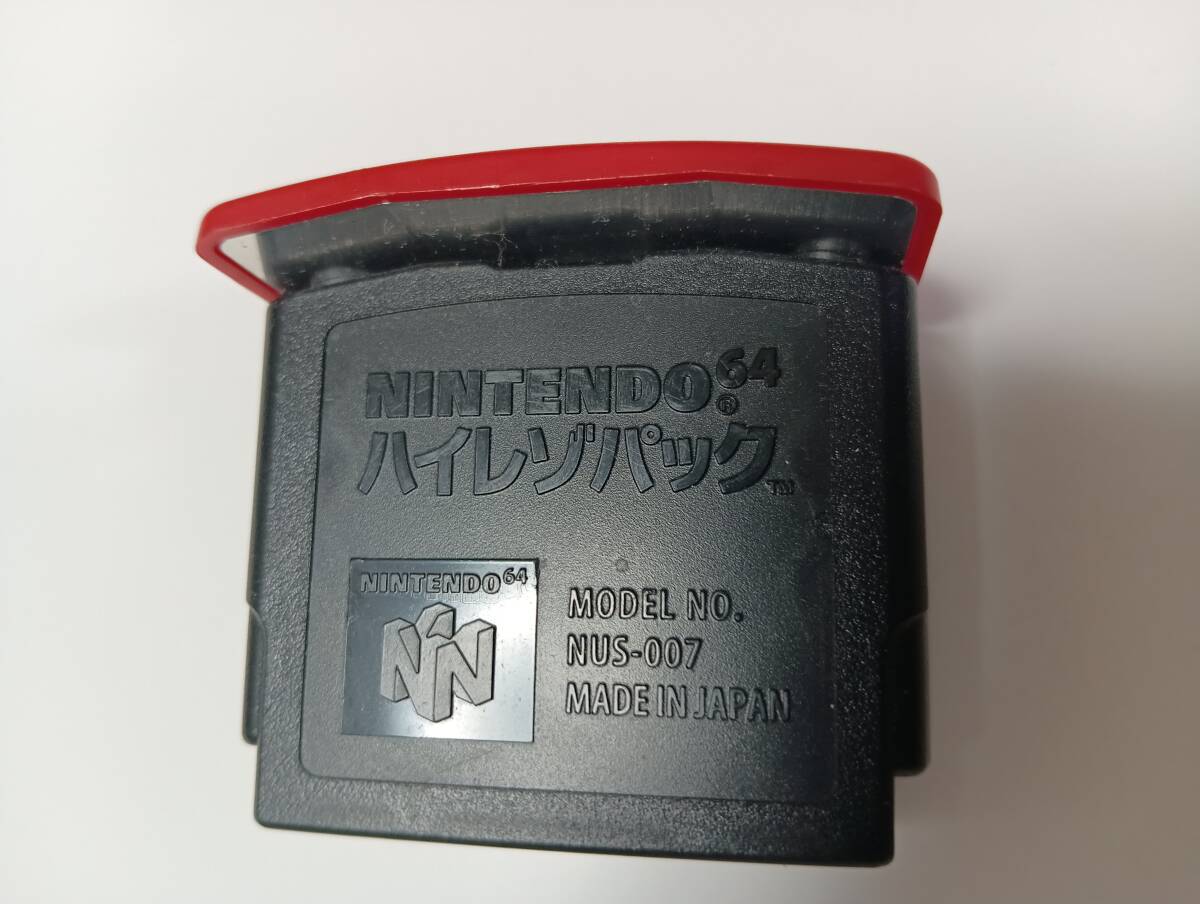 NINTENDO64®
ハイレゾパック™
NINTENDO64
MODEL NO.
NUS-007
MADE IN JAPAN